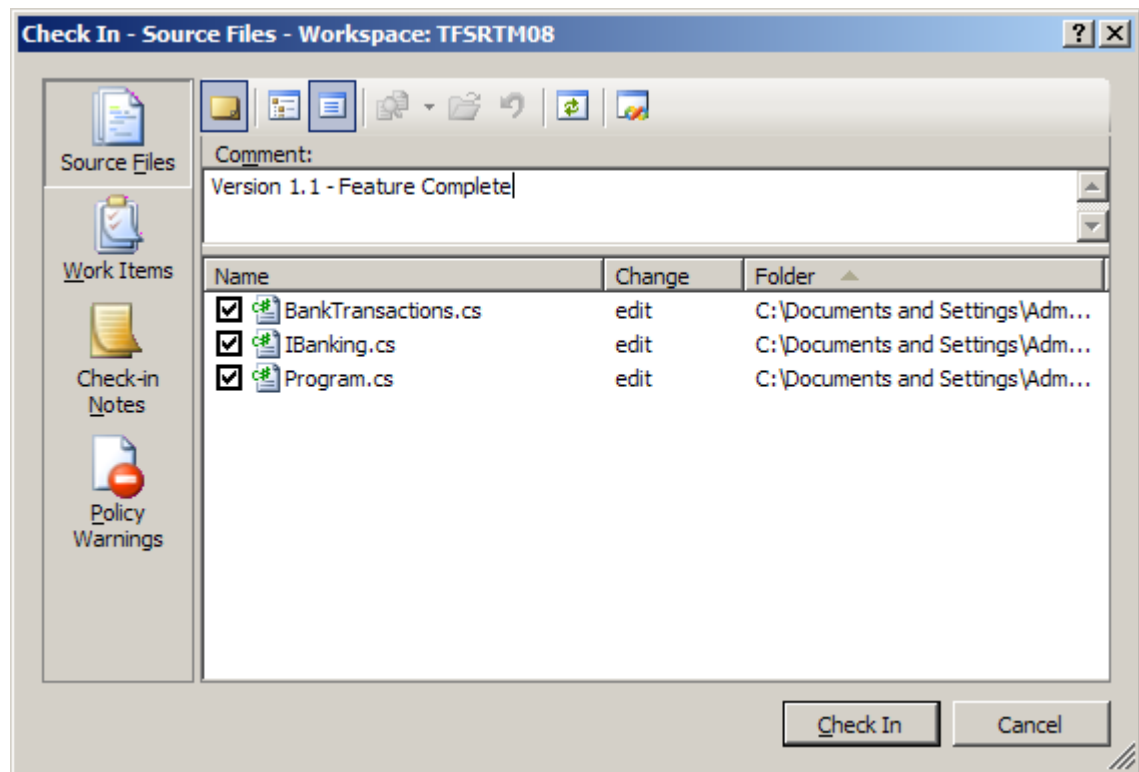 Check In - Source Files - Workspace: TFSRTM08
Source Files
Work Items
Check-in
Notes
Policy
Warnings
Comment:
Version 1.1 - Feature Complete
Name Change Folder
BankTransactions.cs edit C:\Documents and Settings\Adm...
IBanking.cs edit C:\Documents and Settings\Adm...
Program.cs edit C:\Documents and Settings\Adm...
Check In Cancel